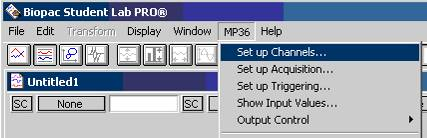 Biopac Student Lab PRO®
File Edit Transform Display Window MP36 Help
Set up Channels...
Set up Acquisition...
Untitled1
Set up Triggering...
SC None SC
Show Input Values...
Output Control